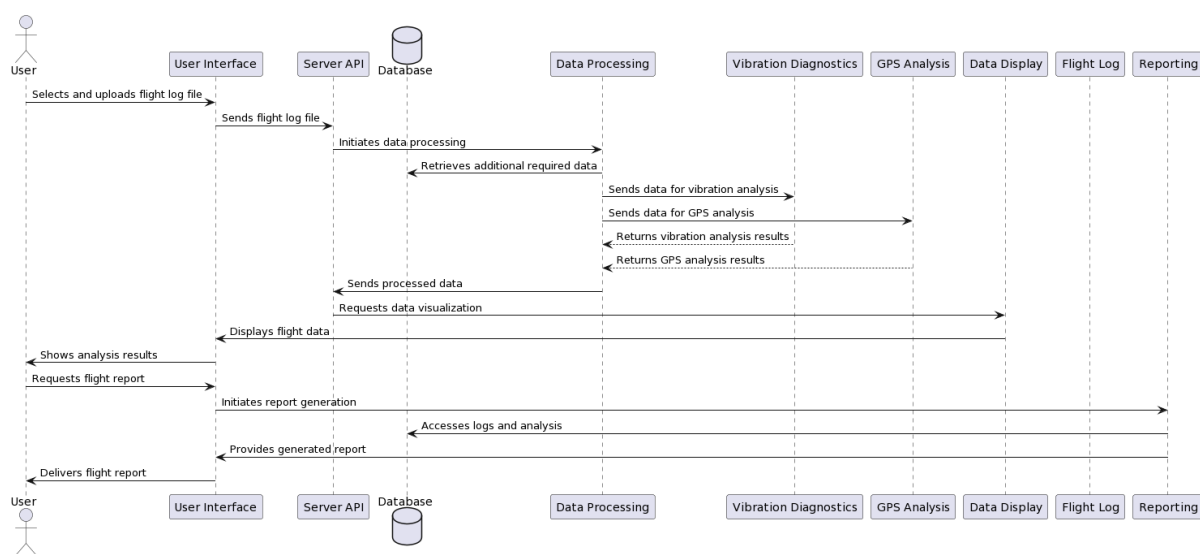 User
User Interface
Server API
Database
Data Processing
Vibration Diagnostics
GPS Analysis
Data Display
Flight Log
Reporting
Selects and uploads flight log file
Sends flight log file
Initiates data processing
Retrieves additional required data
Sends data for vibration analysis
Sends data for GPS analysis
Returns vibration analysis results
Returns GPS analysis results
Sends processed data
Requests data visualization
Displays flight data
Shows analysis results
Requests flight report
Initiates report generation
Accesses logs and analysis
Provides generated report
Delivers flight report
User
User Interface
Server API
Database
Data Processing
Vibration Diagnostics
GPS Analysis
Data Display
Flight Log
Reporting